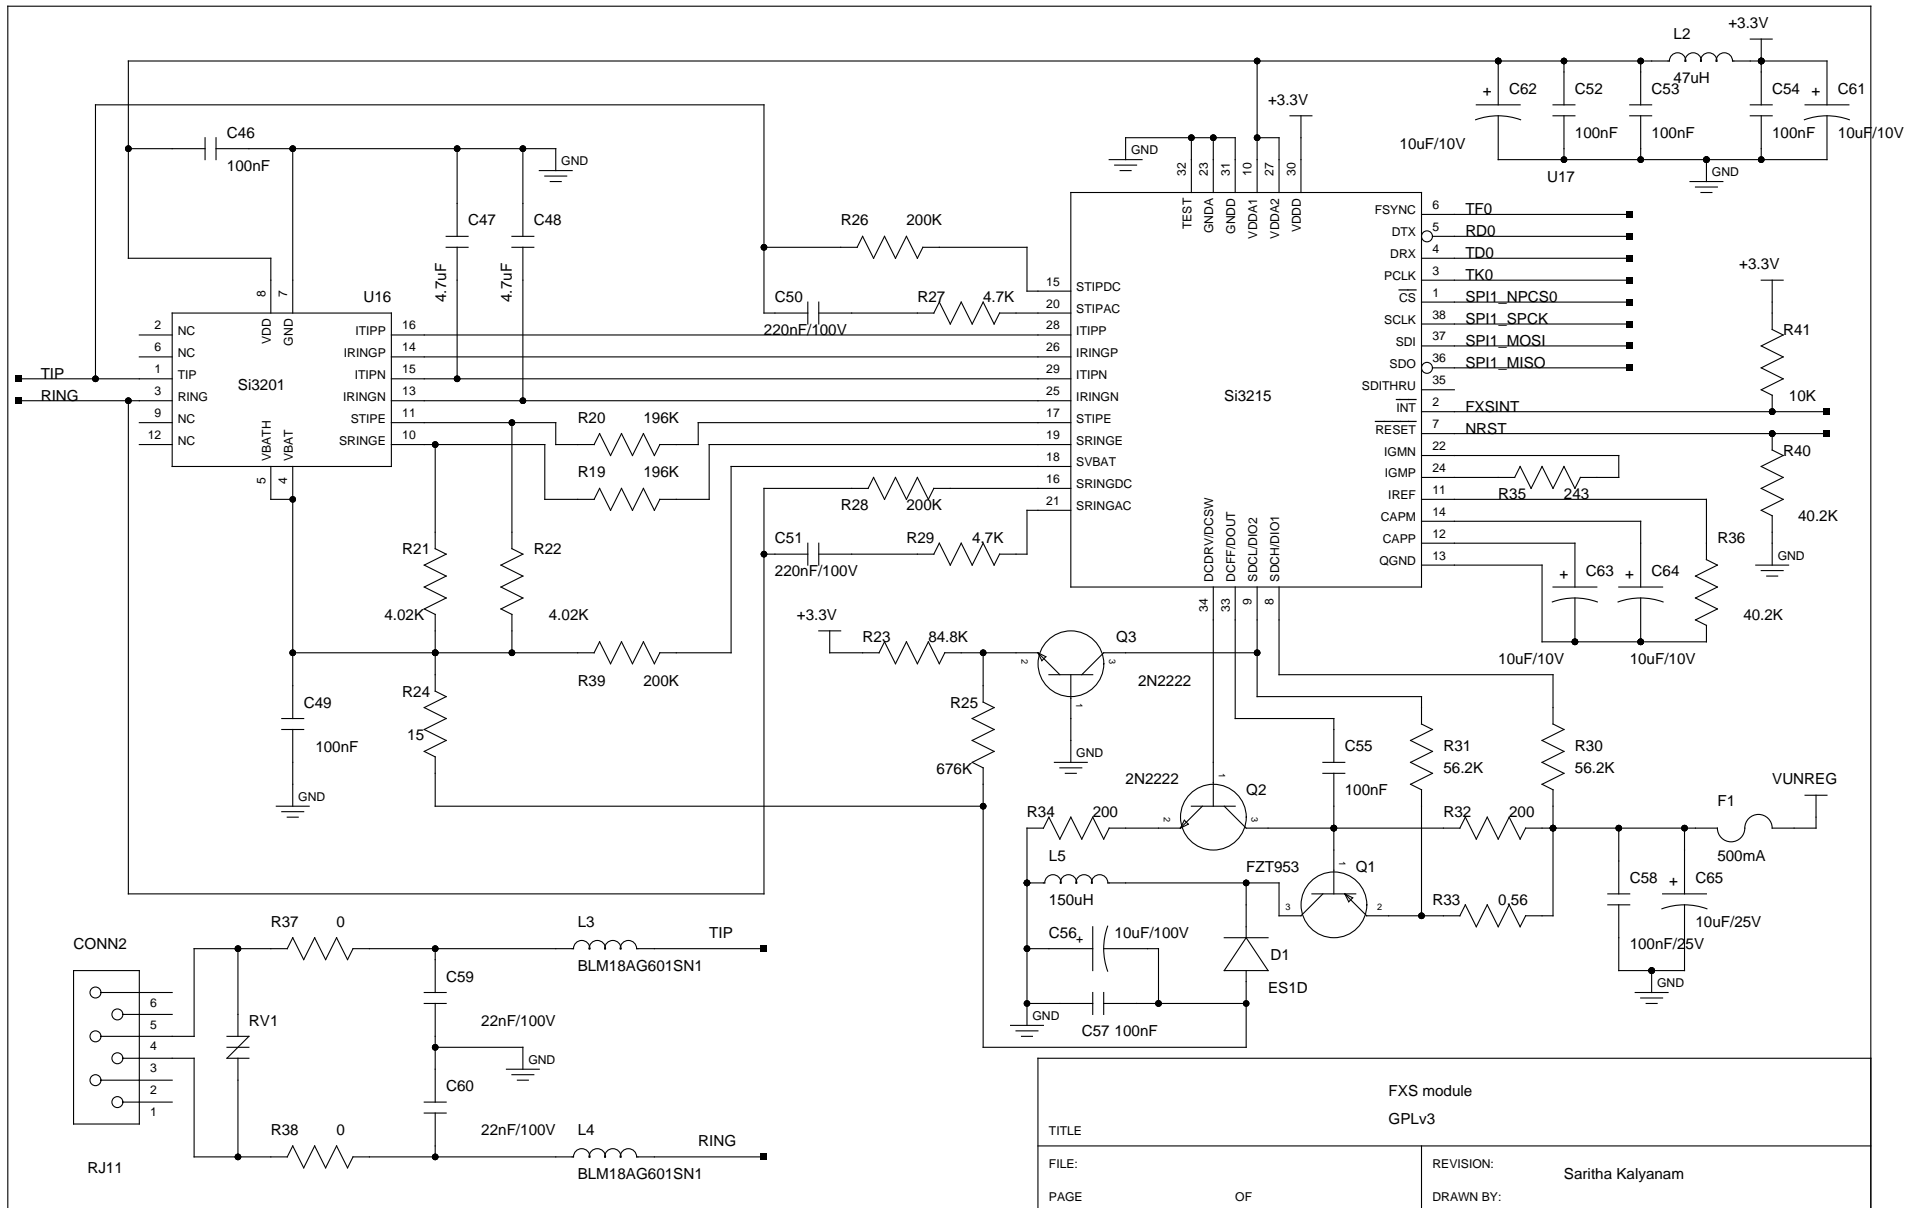 L2
+3.3V
47uH
C62
10uF/10V
C52
100nF
C53
100nF
C54
100nF
C61
10uF/10V
GND
U17
+3.3V
GND
C46
100nF
GND
C47
4.7uF
C48
4.7uF
R26 200K
C50
220nF/100V
R27 4.7K
U16
Si3201
8 VDD
7 GND
2 NC
6 NC
1 TIP
3 RING
9 NC
12 NC
5 VBATH
4 VBAT
ITIPP 16
IRINGP 14
ITIPN 15
IRINGN 13
STIPE 11
SRINGE 10
TIP
RING
Si3215
32 TEST
23 GNDA
31 GNDD
10 VDDA1
27 VDDA2
30 VDDD
15 STIPDC
20 STIPAC
28 ITIPP
26 IRINGP
29 ITIPN
25 IRINGN
17 STIPE
19 SRINGE
18 SVBAT
16 SRINGDC
21 SRINGAC
34 DCDRV/DCSW
33 DCFF/DOUT
9 SDCL/DIO2
8 SDCH/DIO1
FSYNC 6 TF0
DTX 5 RD0
DRX 4 TD0
PCLK 3 TK0
CS 1 SPI1_NPCS0
SCLK 38 SPI1_SPCK
SDI 37 SPI1_MOSI
SDO 36 SPI1_MISO
SDITHRU 35
INT 2 FXSINT
RESET 7 NRST
IGMN 22
IGMP 24
IREF 11
CAPM 14
CAPP 12
QGND 13
+3.3V
R41
10K
R40
40.2K
GND
R35 243
R36
40.2K
C63
10uF/10V
C64
10uF/10V
R20 196K
R19 196K
R28 200K
C51
220nF/100V
R29 4.7K
R21
4.02K
R22
4.02K
R39 200K
R24
15
C49
100nF
GND
+3.3V
R23 84.8K
R25
676K
2 3 1
Q3
2N2222
GND
2N2222
Q2
1 2 3
R34 200
L5
150uH
C56
10uF/100V
C57 100nF
GND
FZT953
Q1
1 3 2
D1
ES1D
C55
100nF
R31
56.2K
R30
56.2K
R32 200
R33 0.56
C58
100nF/25V
C65
10uF/25V
GND
F1
500mA
VUNREG
CONN2
6
5
4
3
2
1
RJ11
RV1
R37 0
R38 0
C59
22nF/100V
GND
C60
22nF/100V
L3
BLM18AG601SN1
TIP
L4
BLM18AG601SN1
RING
FXS module
GPLv3
TITLE
FILE:
REVISION:
Saritha Kalyanam
PAGE OF
DRAWN BY: